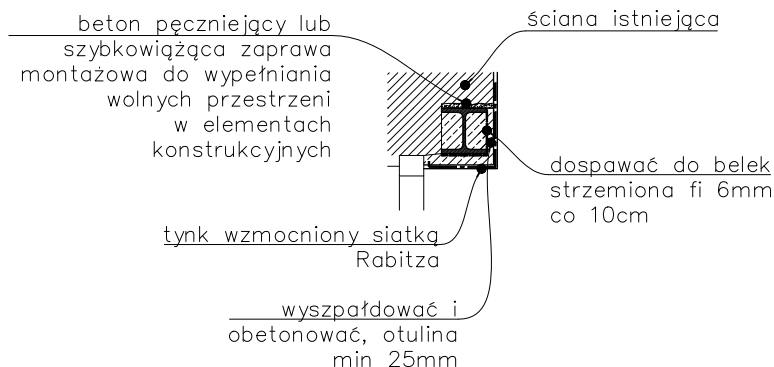 beton pęczniejący lub
szybkowiążąca zaprawa
montażowa do wypełniania
wolnych przestrzeni
w elementach
konstrukcyjnych
ściana istniejąca
dospawać do belek
strzemiona fi 6mm
co 10cm
tynk wzmocniony siatką
Rabitza
wyszpałdować i
obetonować, otulina
min 25mm